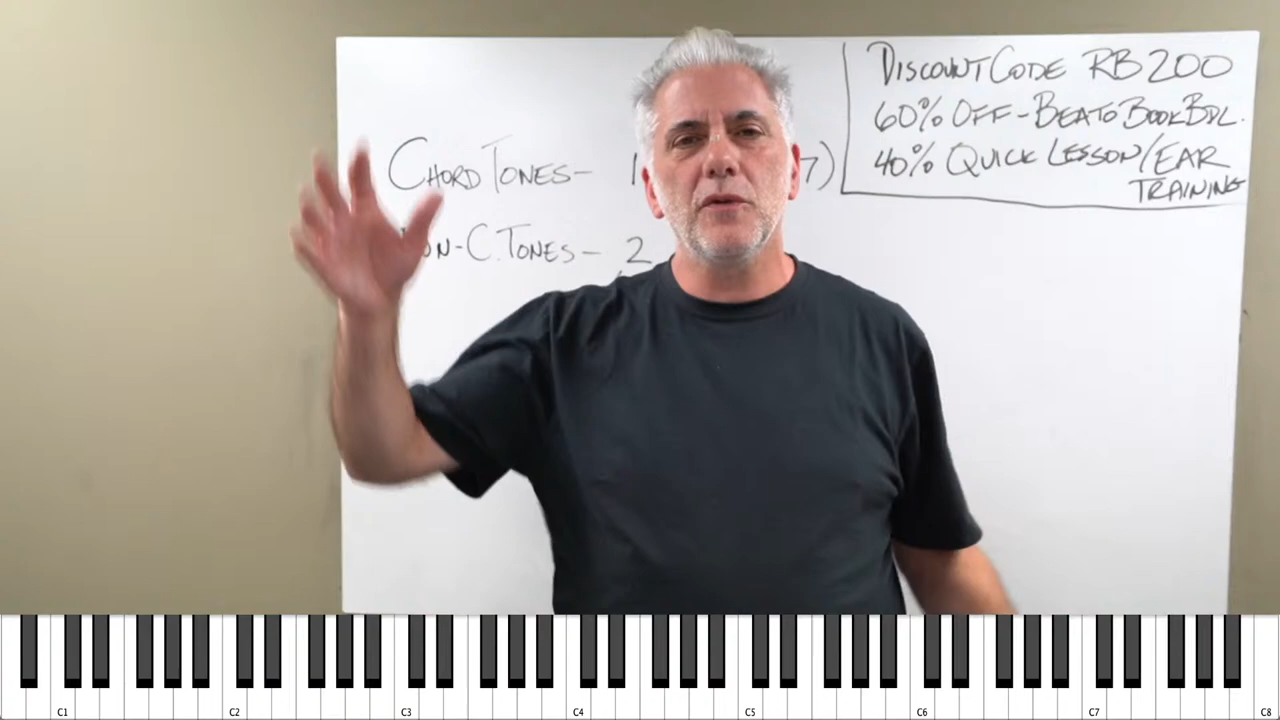 DISCOUNT CODE RB200
60% OFF - BEATO BOOK BDL.
40% QUICK LESSON/EAR
TRAINING
CHORD TONES - 1 7)
C. TONES - 2
C1 C2 C3 C4 C5 C6 C7 C8